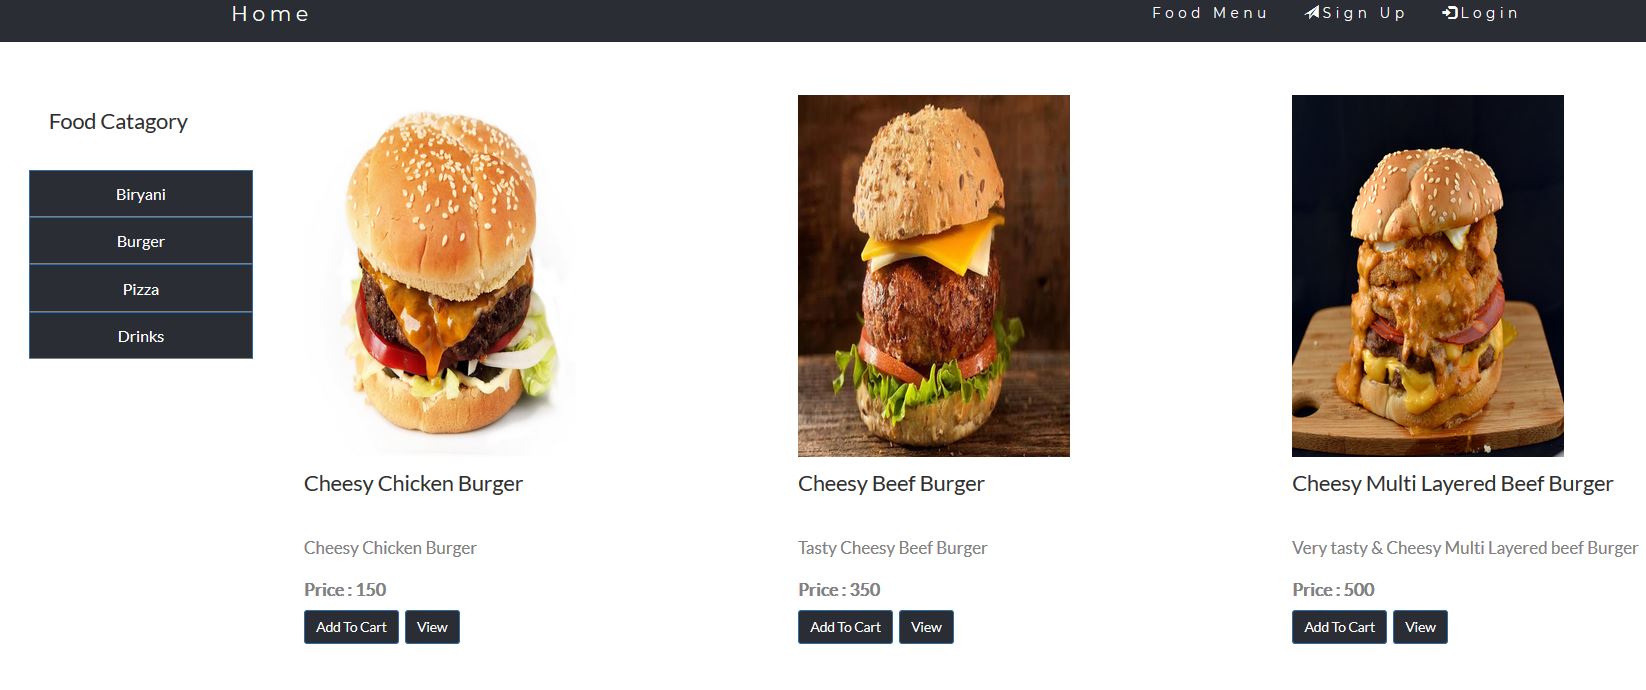 Home
Food Menu
Sign Up
Login
Food Catagory
Biryani
Burger
Pizza
Drinks
Cheesy Chicken Burger
Cheesy Chicken Burger
Price : 150
Add To Cart
View
Cheesy Beef Burger
Tasty Cheesy Beef Burger
Price : 350
Add To Cart
View
Cheesy Multi Layered Beef Burger
Very tasty & Cheesy Multi Layered beef Burger
Price : 500
Add To Cart
View